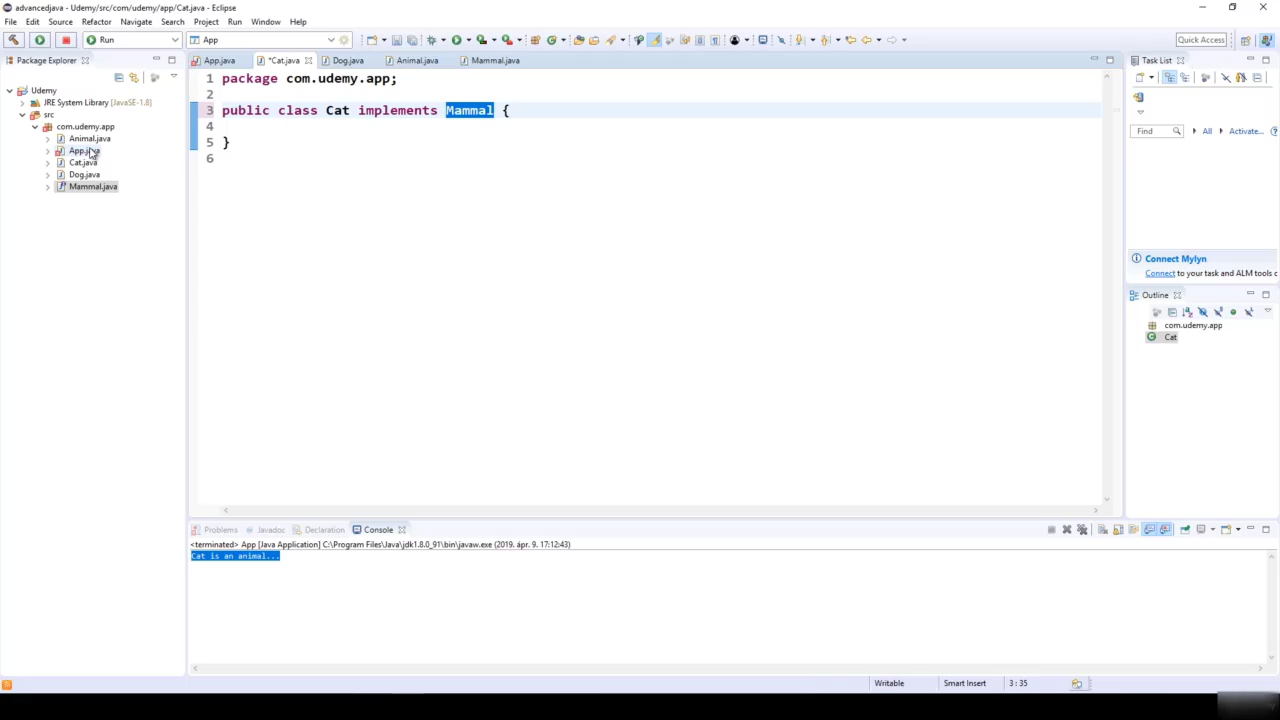 advancedjava - Udemy/src/com/udemy/app/Cat.java - Eclipse
File Edit Source Refactor Navigate Search Project Run Window Help
Run App Quick Access
Package Explorer
Udemy
JRE System Library [JavaSE-1.8]
src
com.udemy.app
Animal.java
App.java
Cat.java
Dog.java
Mammal.java
App.java *Cat.java Dog.java Animal.java Mammal.java
1 package com.udemy.app;
2
3 public class Cat implements Mammal {
4
5 }
6
Task List
Find All Activate...
Connect Mylyn
Connect to your task and ALM tools c
Outline
com.udemy.app
Cat
Problems Javadoc Declaration Console
<terminated> App [Java Application] C:\Program Files\Java\jdk1.8.0_91\bin\javaw.exe (2019. ápr. 9. 17:12:43)
Cat is an animal...
Writable Smart Insert 3 : 35